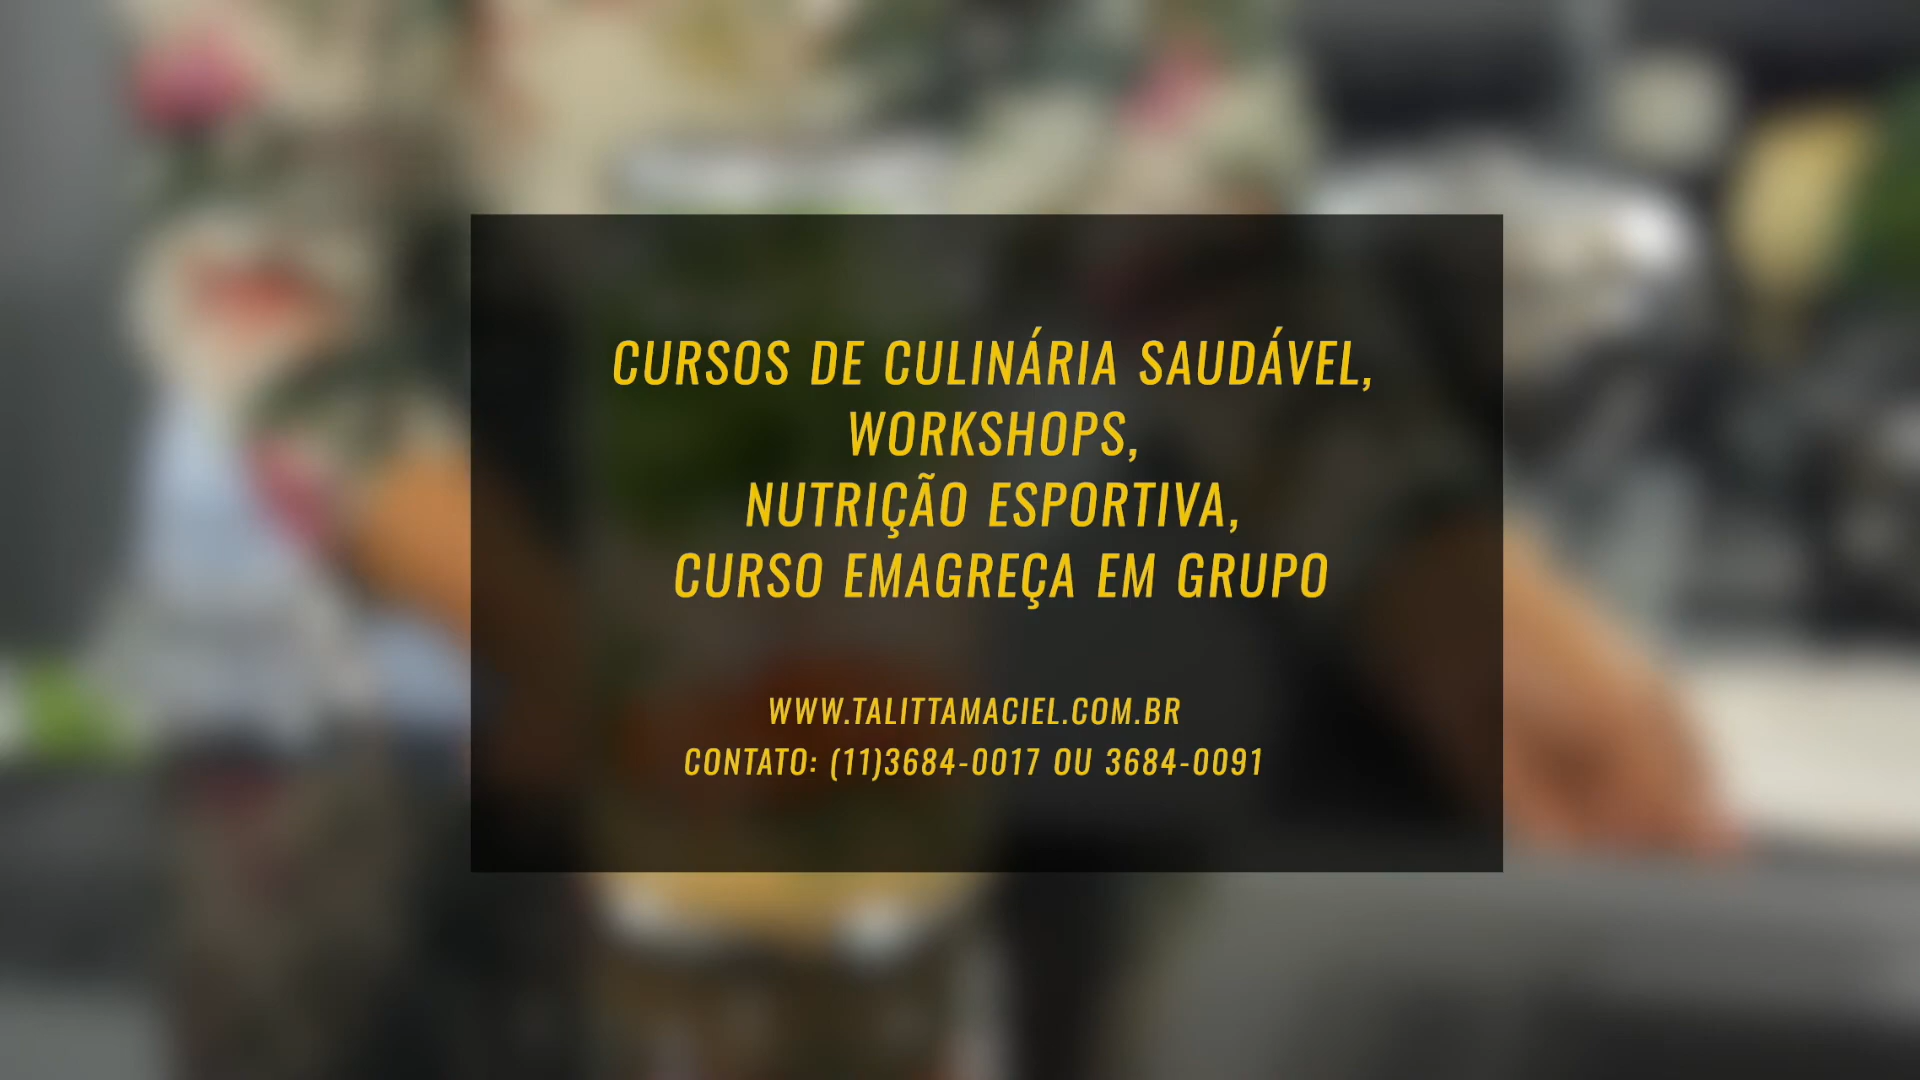 CURSOS DE CULINÁRIA SAUDÁVEL,
WORKSHOPS,
NUTRIÇÃO ESPORTIVA,
CURSO EMAGREÇA EM GRUPO
WWW.TALITTAMACIEL.COM.BR
CONTATO: (11)3684-0017 OU 3684-0091